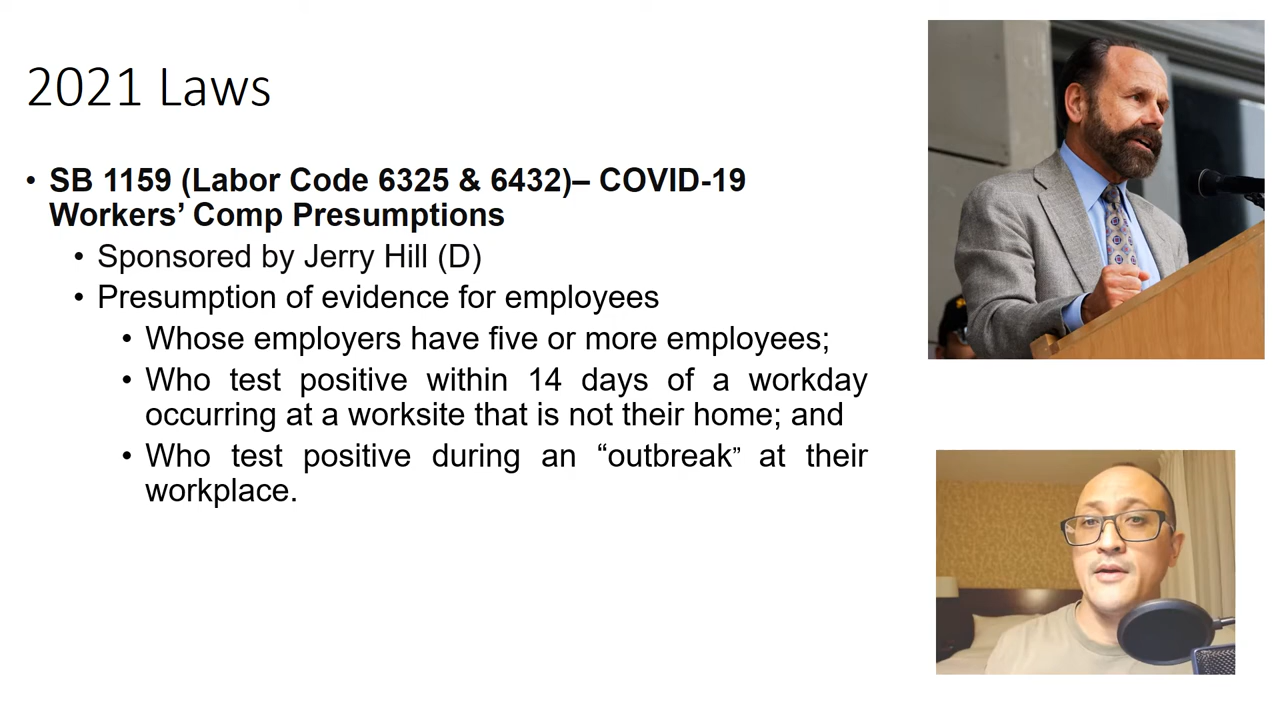 2021 Laws
• SB 1159 (Labor Code 6325 & 6432)– COVID-19
Workers’ Comp Presumptions
• Sponsored by Jerry Hill (D)
• Presumption of evidence for employees
• Whose employers have five or more employees;
• Who test positive within 14 days of a workday
occurring at a worksite that is not their home; and
• Who test positive during an “outbreak” at their
workplace.